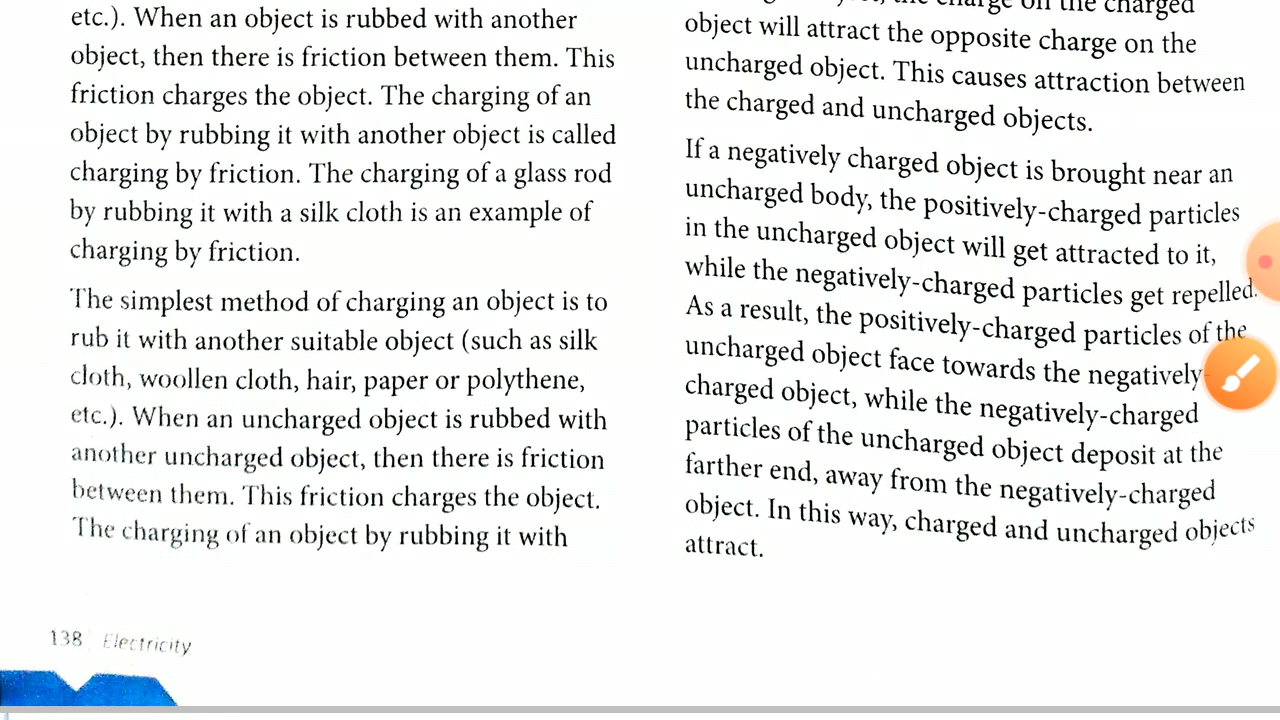 etc.). When an object is rubbed with another
object, then there is friction between them. This
friction charges the object. The charging of an
object by rubbing it with another object is called
charging by friction. The charging of a glass rod
by rubbing it with a silk cloth is an example of
charging by friction.
The simplest method of charging an object is to
rub it with another suitable object (such as silk
cloth, woollen cloth, hair, paper or polythene,
etc.). When an uncharged object is rubbed with
another uncharged object, then there is friction
between them. This friction charges the object.
The charging of an object by rubbing it with
138 Electricity
the charge on the charged
object will attract the opposite charge on the
uncharged object. This causes attraction between
the charged and uncharged objects.
If a negatively charged object is brought near an
uncharged body, the positively-charged particles
in the uncharged object will get attracted to it,
while the negatively-charged particles get repelled.
As a result, the positively-charged particles of the
uncharged object face towards the negatively
charged object, while the negatively-charged
particles of the uncharged object deposit at the
farther end, away from the negatively-charged
object. In this way, charged and uncharged objects
attract.